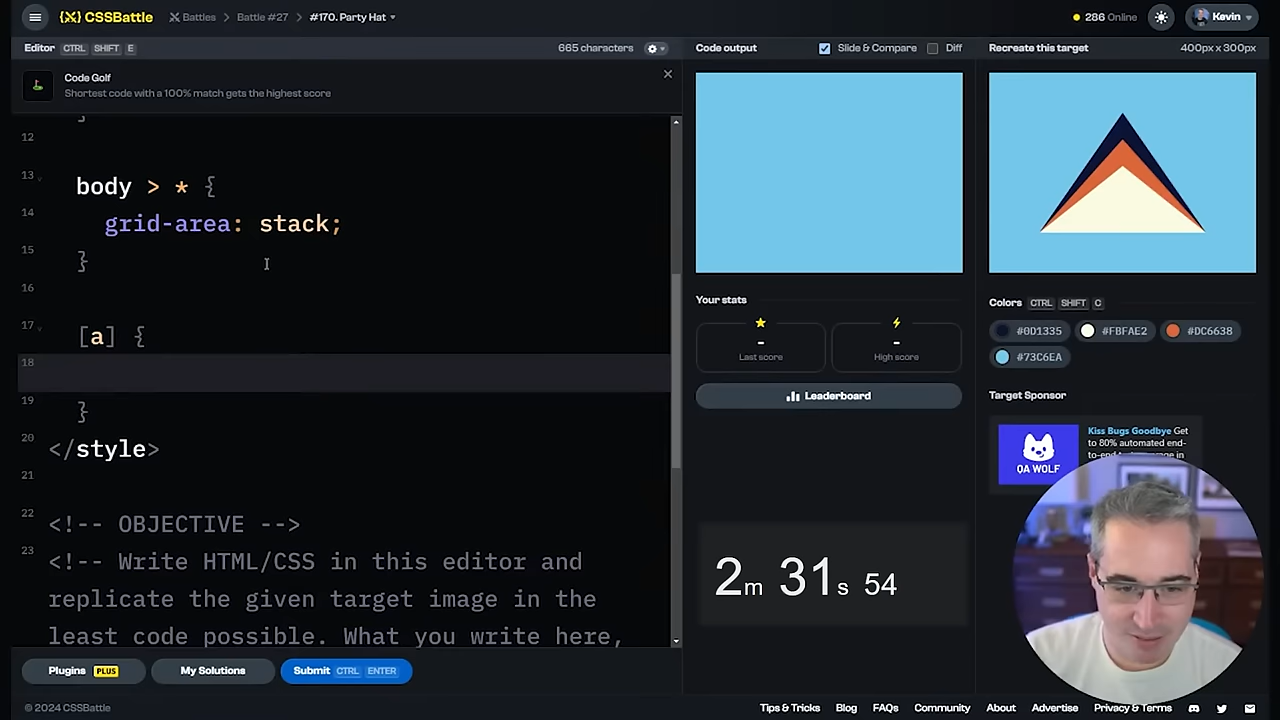 CSSBattle
Battles > Battle #27 > #170. Party Hat
286 Online
Kevin
Editor CTRL SHIFT E
665 characters
Code output
Slide & Compare
Diff
Recreate this target
400px x 300px
Code Golf
Shortest code with a 100% match gets the highest score
12
13 body > * {
14 grid-area: stack;
15 }
16
17 [a] {
18
19 }
20 </style>
21
22 <!-- OBJECTIVE -->
23 <!-- Write HTML/CSS in this editor and
replicate the given target image in the
least code possible. What you write here,
Your stats
-
Last score
-
High score
Leaderboard
2m 31s 54
Colors CTRL SHIFT C
#0D1335 #FBFAE2 #DC6638
#73C6EA
Target Sponsor
QA WOLF
Kiss Bugs Goodbye Get
to 80% automated end-
Plugins PLUS
My Solutions
Submit CTRL ENTER
© 2024 CSSBattle
Tips & Tricks Blog FAQs Community About Advertise Privacy & Terms